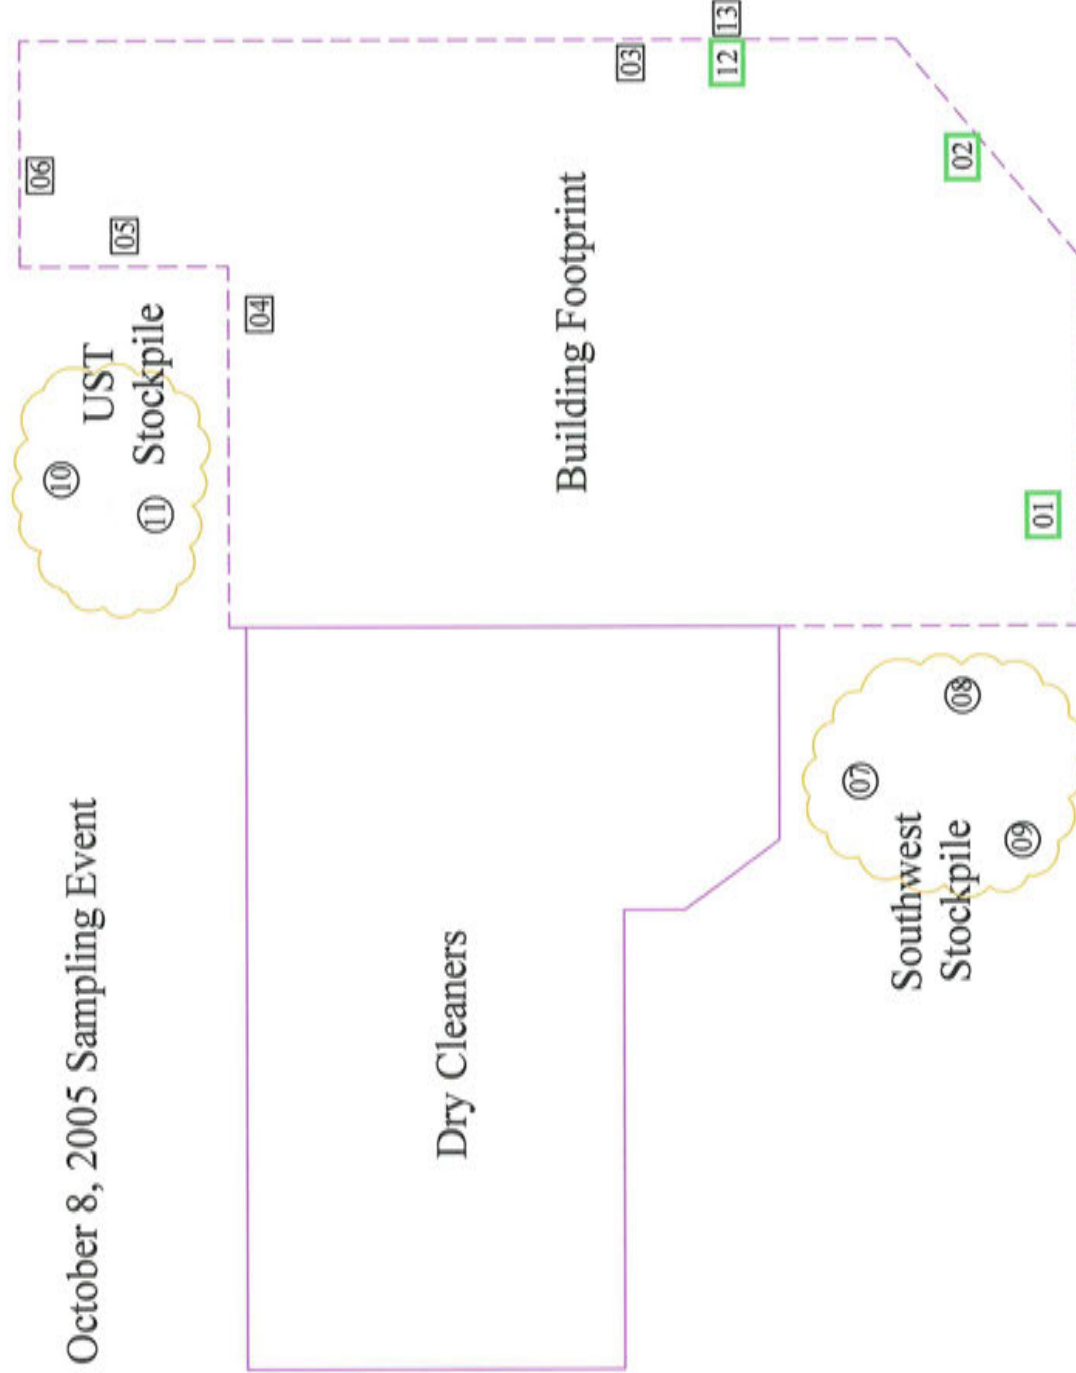 October 8, 2005 Sampling Event
UST
Stockpile
10
11
06
05
04
Dry Cleaners
Building Footprint
03
13
12
02
01
Southwest
Stockpile
07
08
09